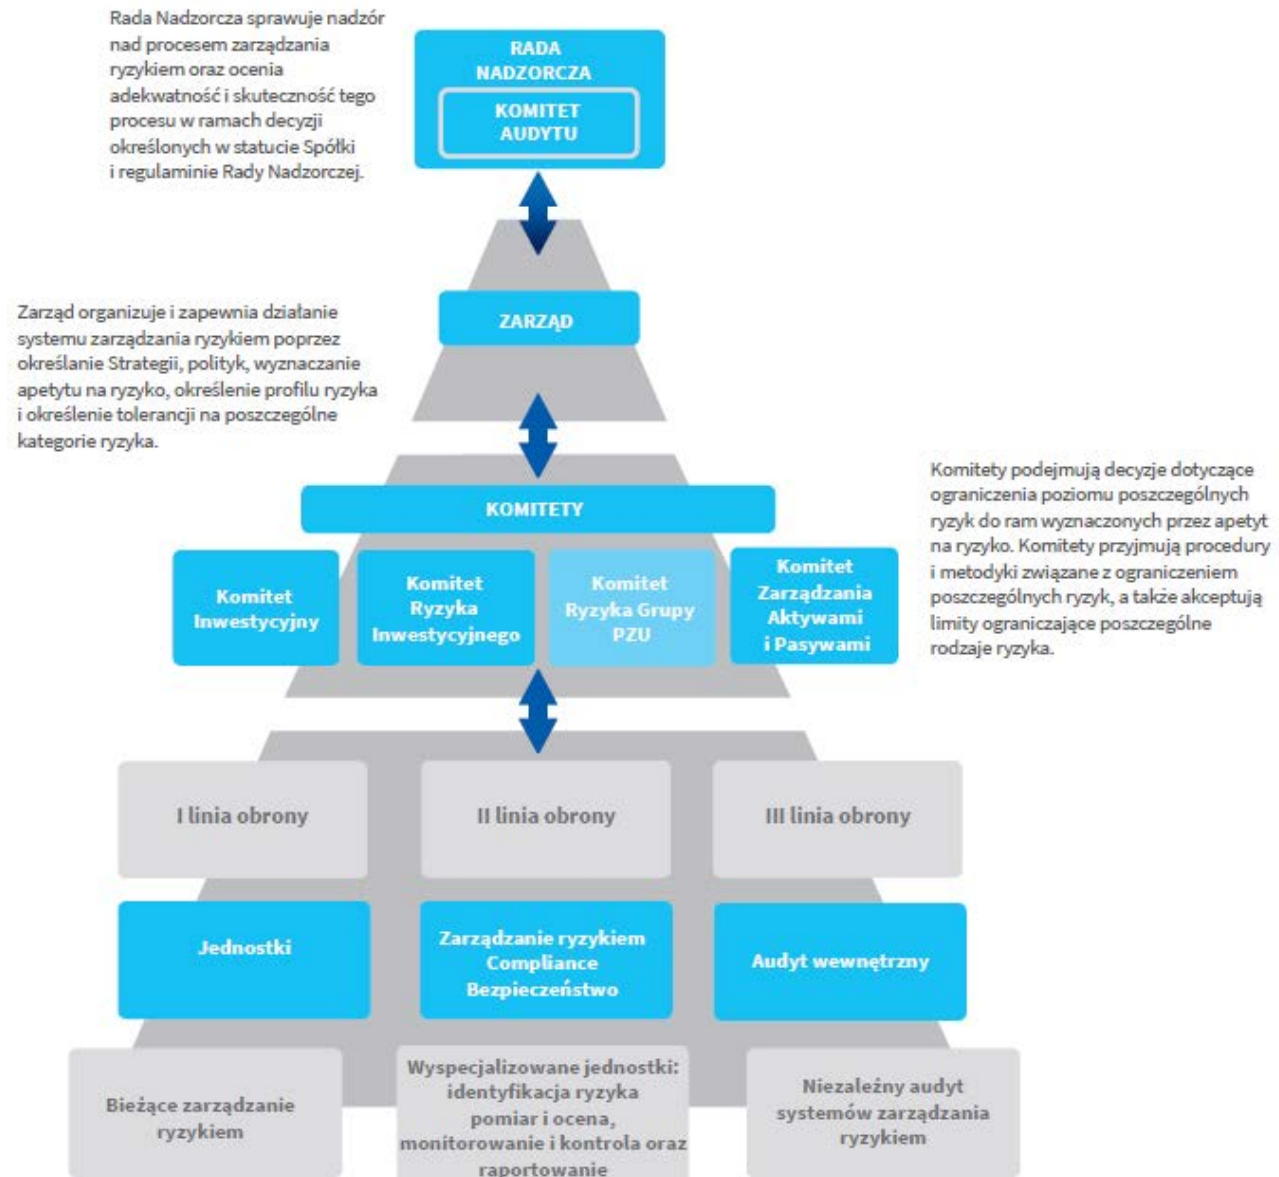 Rada Nadzorcza sprawuje nadzór
nad procesem zarządzania
ryzykiem oraz ocenia
adekwatność i skuteczność tego
procesu w ramach decyzji
określonych w statucie Spółki
i regulaminie Rady Nadzorczej.
RADA
NADZORCZA
KOMITET
AUDYTU
Zarząd organizuje i zapewnia działanie
systemu zarządzania ryzykiem poprzez
określanie Strategii, polityk, wyznaczanie
apetytu na ryzyko, określenie profilu ryzyka
i określenie tolerancji na poszczególne
kategorie ryzyka.
ZARZĄD
KOMITETY
Komitet
Inwestycyjny
Komitet
Ryzyka
Inwestycyjnego
Komitet
Ryzyka Grupy
PZU
Komitet
Zarządzania
Aktywami
i Pasywami
Komitety podejmują decyzje dotyczące
ograniczenia poziomu poszczególnych
ryzyk do ram wyznaczonych przez apetyt
na ryzyko. Komitety przyjmują procedury
i metodyki związane z ograniczeniem
poszczególnych ryzyk, a także akceptują
limity ograniczające poszczególne
rodzaje ryzyka.
I linia obrony
II linia obrony
III linia obrony
Jednostki
Zarządzanie ryzykiem
Compliance
Bezpieczeństwo
Audyt wewnętrzny
Bieżące zarządzanie
ryzykiem
Wyspecjalizowane jednostki:
identyfikacja ryzyka
pomiar i ocena,
monitorowanie i kontrola oraz
raportowanie
Niezależny audyt
systemów zarządzania
ryzykiem